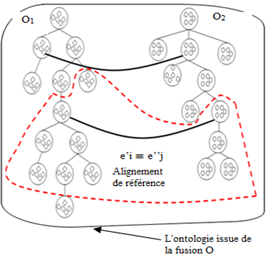 O1
O2
e'i ≡ e''j
Alignement
de référence
L'ontologie issue de
la fusion O